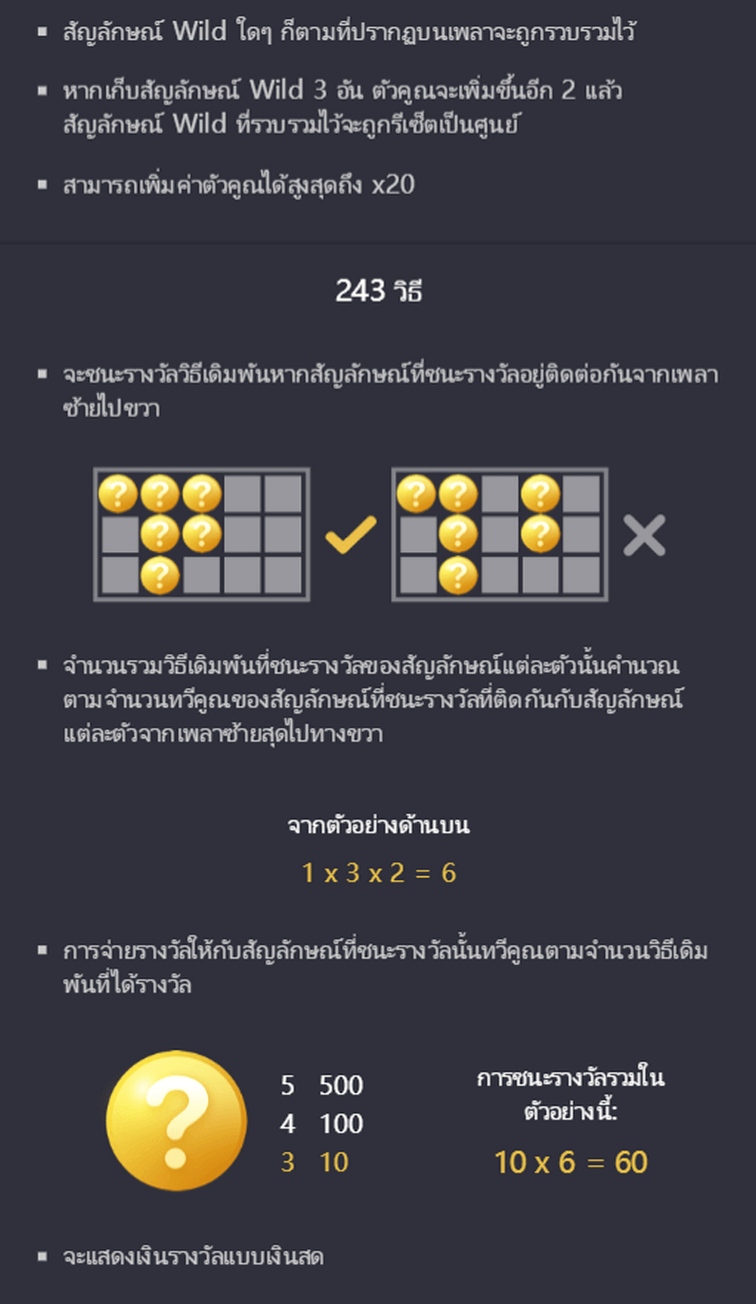 สัญลักษณ์ Wild ใดๆ ก็ตามที่ปรากฏบนเพลาจะถูกรวบรวมไว้
หากเก็บสัญลักษณ์ Wild 3 อัน ตัวคูณจะเพิ่มขึ้นอีก 2 แล้ว
สัญลักษณ์ Wild ที่รวบรวมไว้จะถูกรีเซ็ตเป็นศูนย์
สามารถเพิ่มค่าตัวคูณได้สูงสุดถึง x20
243 วิธี
จะชนะรางวัลวิธีเดิมพันหากสัญลักษณ์ที่ชนะรางวัลอยู่ติดต่อกันจากเพลา
ซ้ายไปขวา
? ? ? ? ? ?
? ? ? ? ? ?
จำนวนรวมวิธีเดิมพันที่ชนะรางวัลของสัญลักษณ์แต่ละตัวนั้นคำนวณ
ตามจำนวนทวีคูณของสัญลักษณ์ที่ชนะรางวัลที่ติดกันกับสัญลักษณ์
แต่ละตัวจากเพลาซ้ายสุดไปทางขวา
จากตัวอย่างด้านบน
1 x 3 x 2 = 6
การจ่ายรางวัลให้กับสัญลักษณ์ที่ชนะรางวัลนั้นทวีคูณตามจำนวนวิธีเดิม
พันที่ได้รางวัล
?
5 500
4 100
3 10
การชนะรางวัลรวมใน
ตัวอย่างนี้:
10 x 6 = 60
จะแสดงเงินรางวัลแบบเงินสด